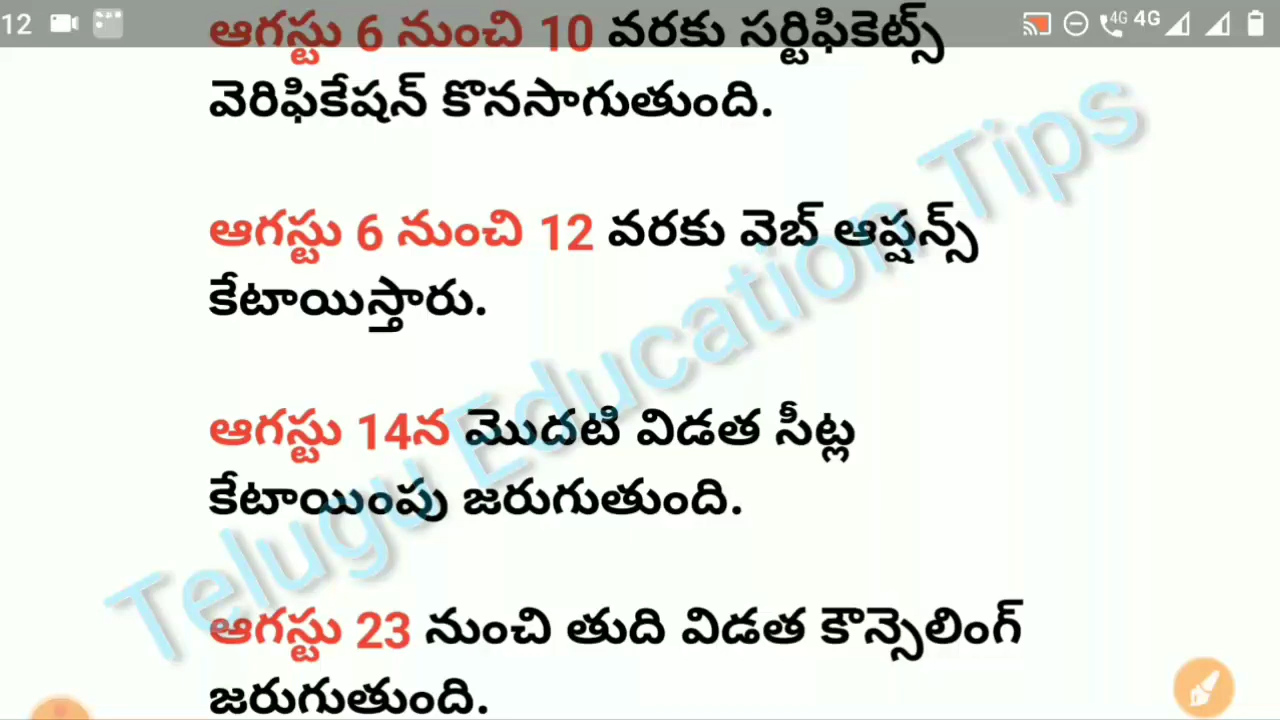 12
4G 4G
ఆగస్టు 6 నుంచి 10 వరకు సర్టిఫికెట్స్
వెరిఫికేషన్ కొనసాగుతుంది.
ఆగస్టు 6 నుంచి 12 వరకు వెబ్ ఆప్షన్స్
కేటాయిస్తారు.
ఆగస్టు 14న మొదటి విడత సీట్ల
కేటాయింపు జరుగుతుంది.
ఆగస్టు 23 నుంచి తుది విడత కౌన్సెలింగ్
జరుగుతుంది.
Telugu Education Tips